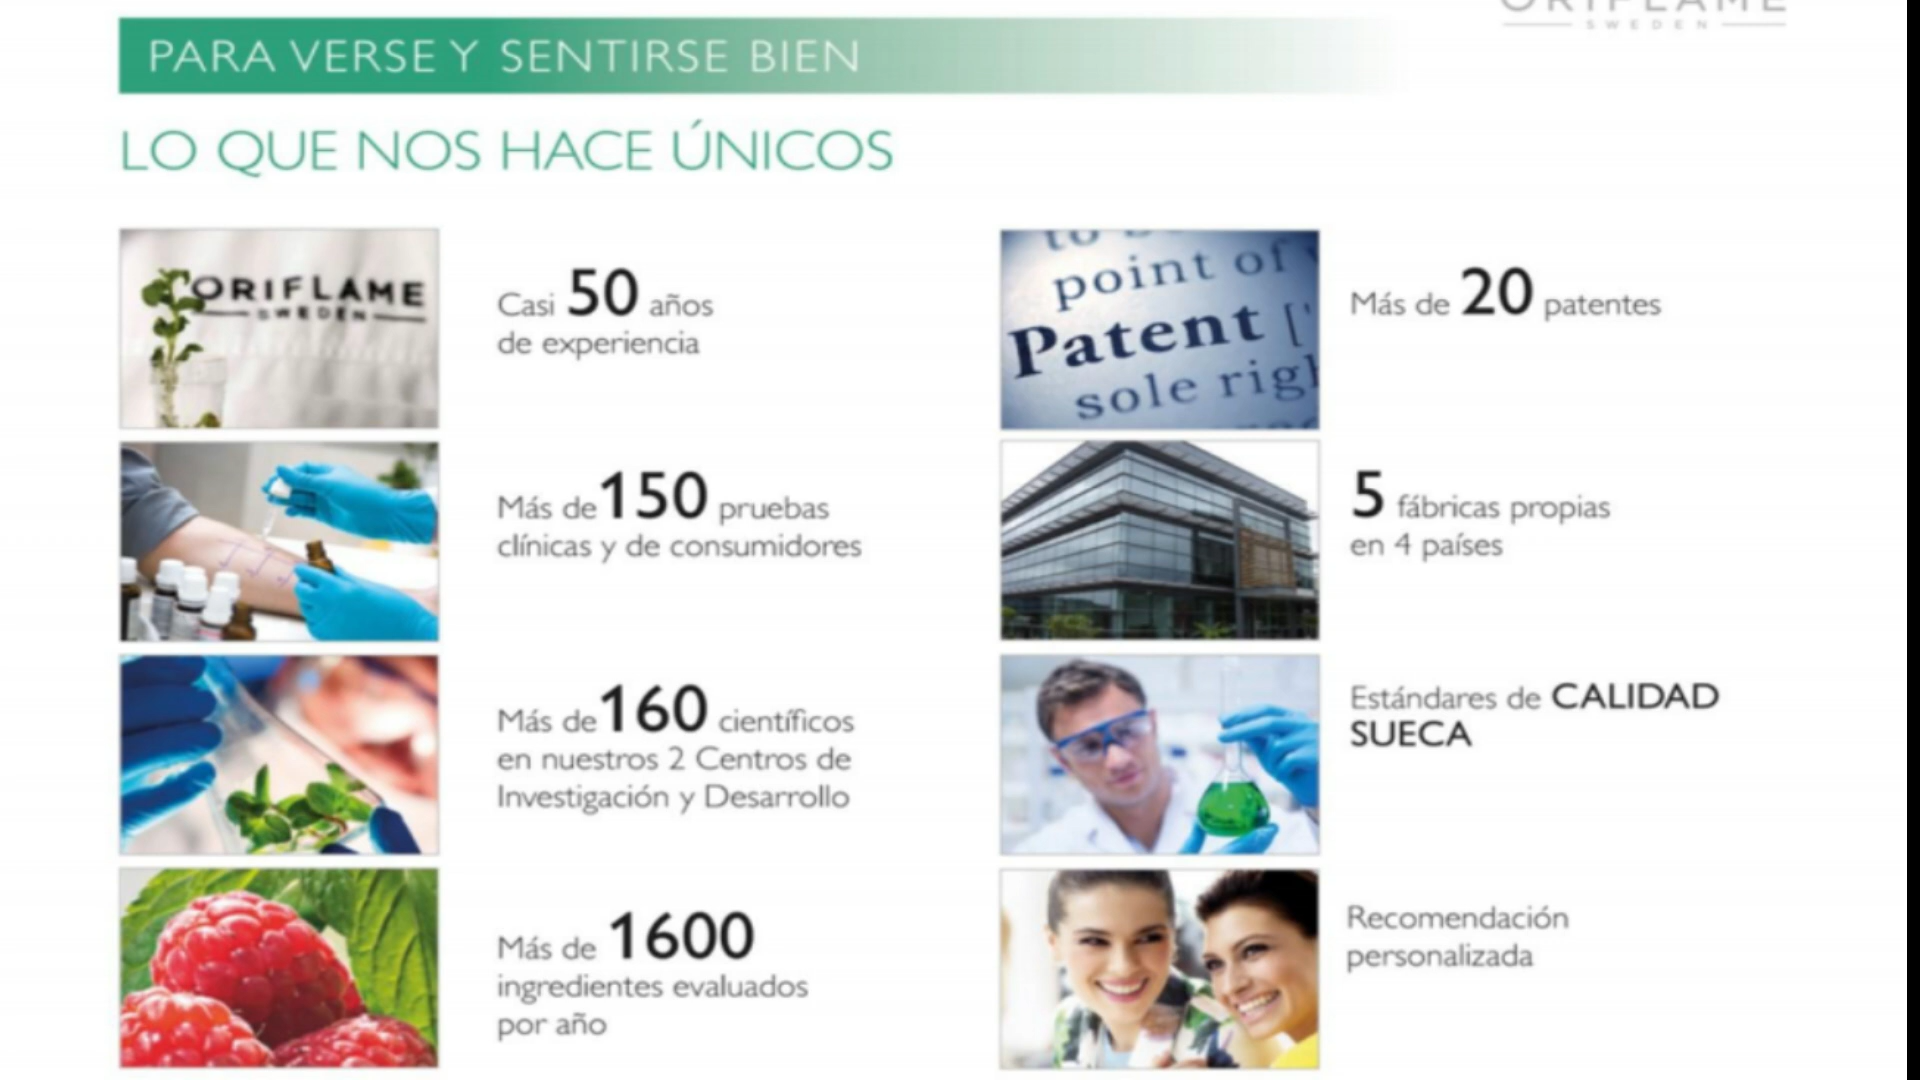 ORIFLAME
SWEDEN
PARA VERSE Y SENTIRSE BIEN
LO QUE NOS HACE ÚNICOS
ORIFLAME
SWEDEN
Casi 50 años
de experiencia
point of
Patent ['
sole righ
Más de 20 patentes
Más de 150 pruebas
clínicas y de consumidores
5 fábricas propias
en 4 países
Más de 160 científicos
en nuestros 2 Centros de
Investigación y Desarrollo
Estándares de CALIDAD
SUECA
Más de 1600
ingredientes evaluados
por año
Recomendación
personalizada